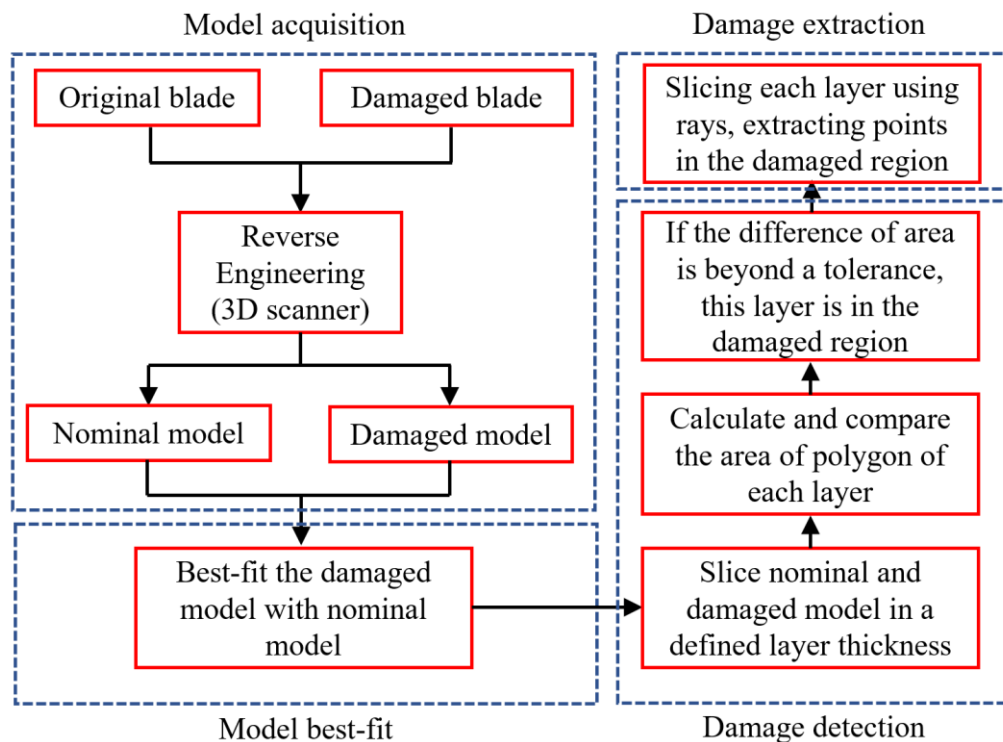 Model acquisition
Original blade
Damaged blade
Reverse
Engineering
(3D scanner)
Nominal model
Damaged model
Best-fit the damaged
model with nominal
model
Model best-fit
Damage extraction
Slicing each layer using
rays, extracting points
in the damaged region
If the difference of area
is beyond a tolerance,
this layer is in the
damaged region
Calculate and compare
the area of polygon of
each layer
Slice nominal and
damaged model in a
defined layer thickness
Damage detection